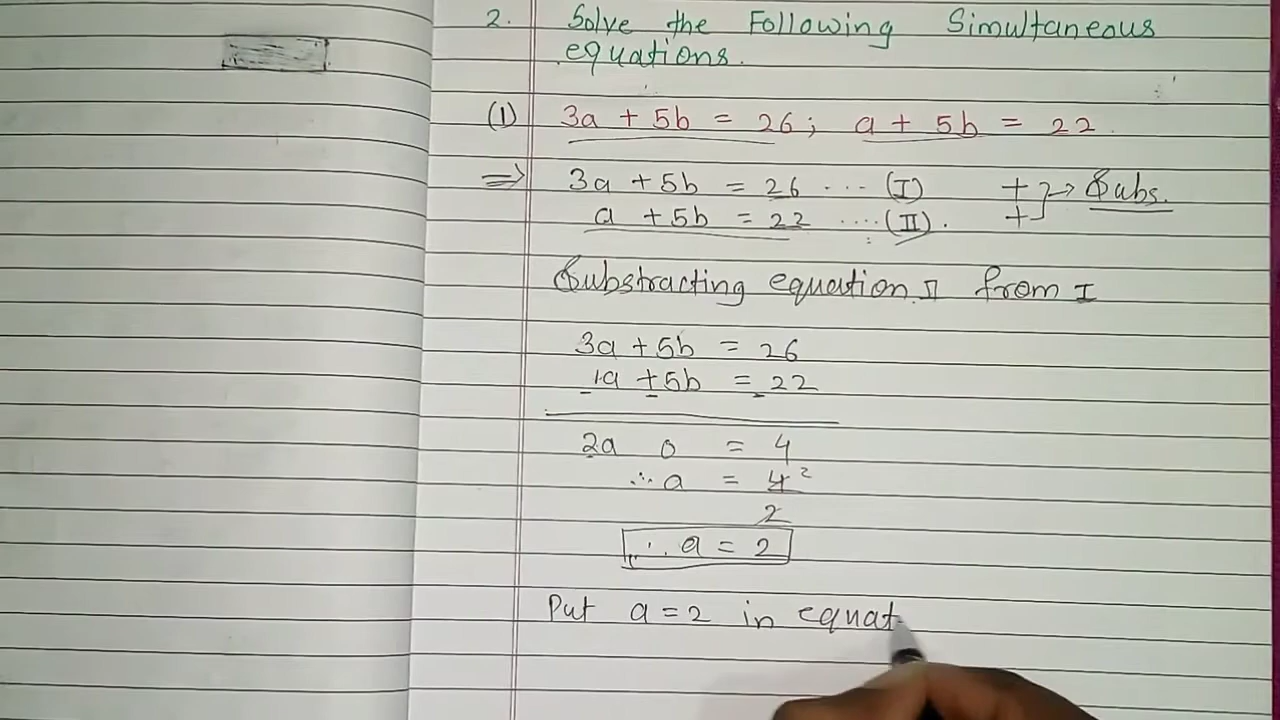 2. Solve the Following Simultaneous
equations.
(1) 3a + 5b = 26; a + 5b = 22.
⇒ 3a + 5b = 26 ... (I) + → Subs.
a + 5b = 22 ....(II). +
Substracting equation II from I
3a + 5b = 26
- 1a + 5b = 22
2a 0 = 4
∴ a = 4 2
2
∴ a = 2
Put a = 2 in equat